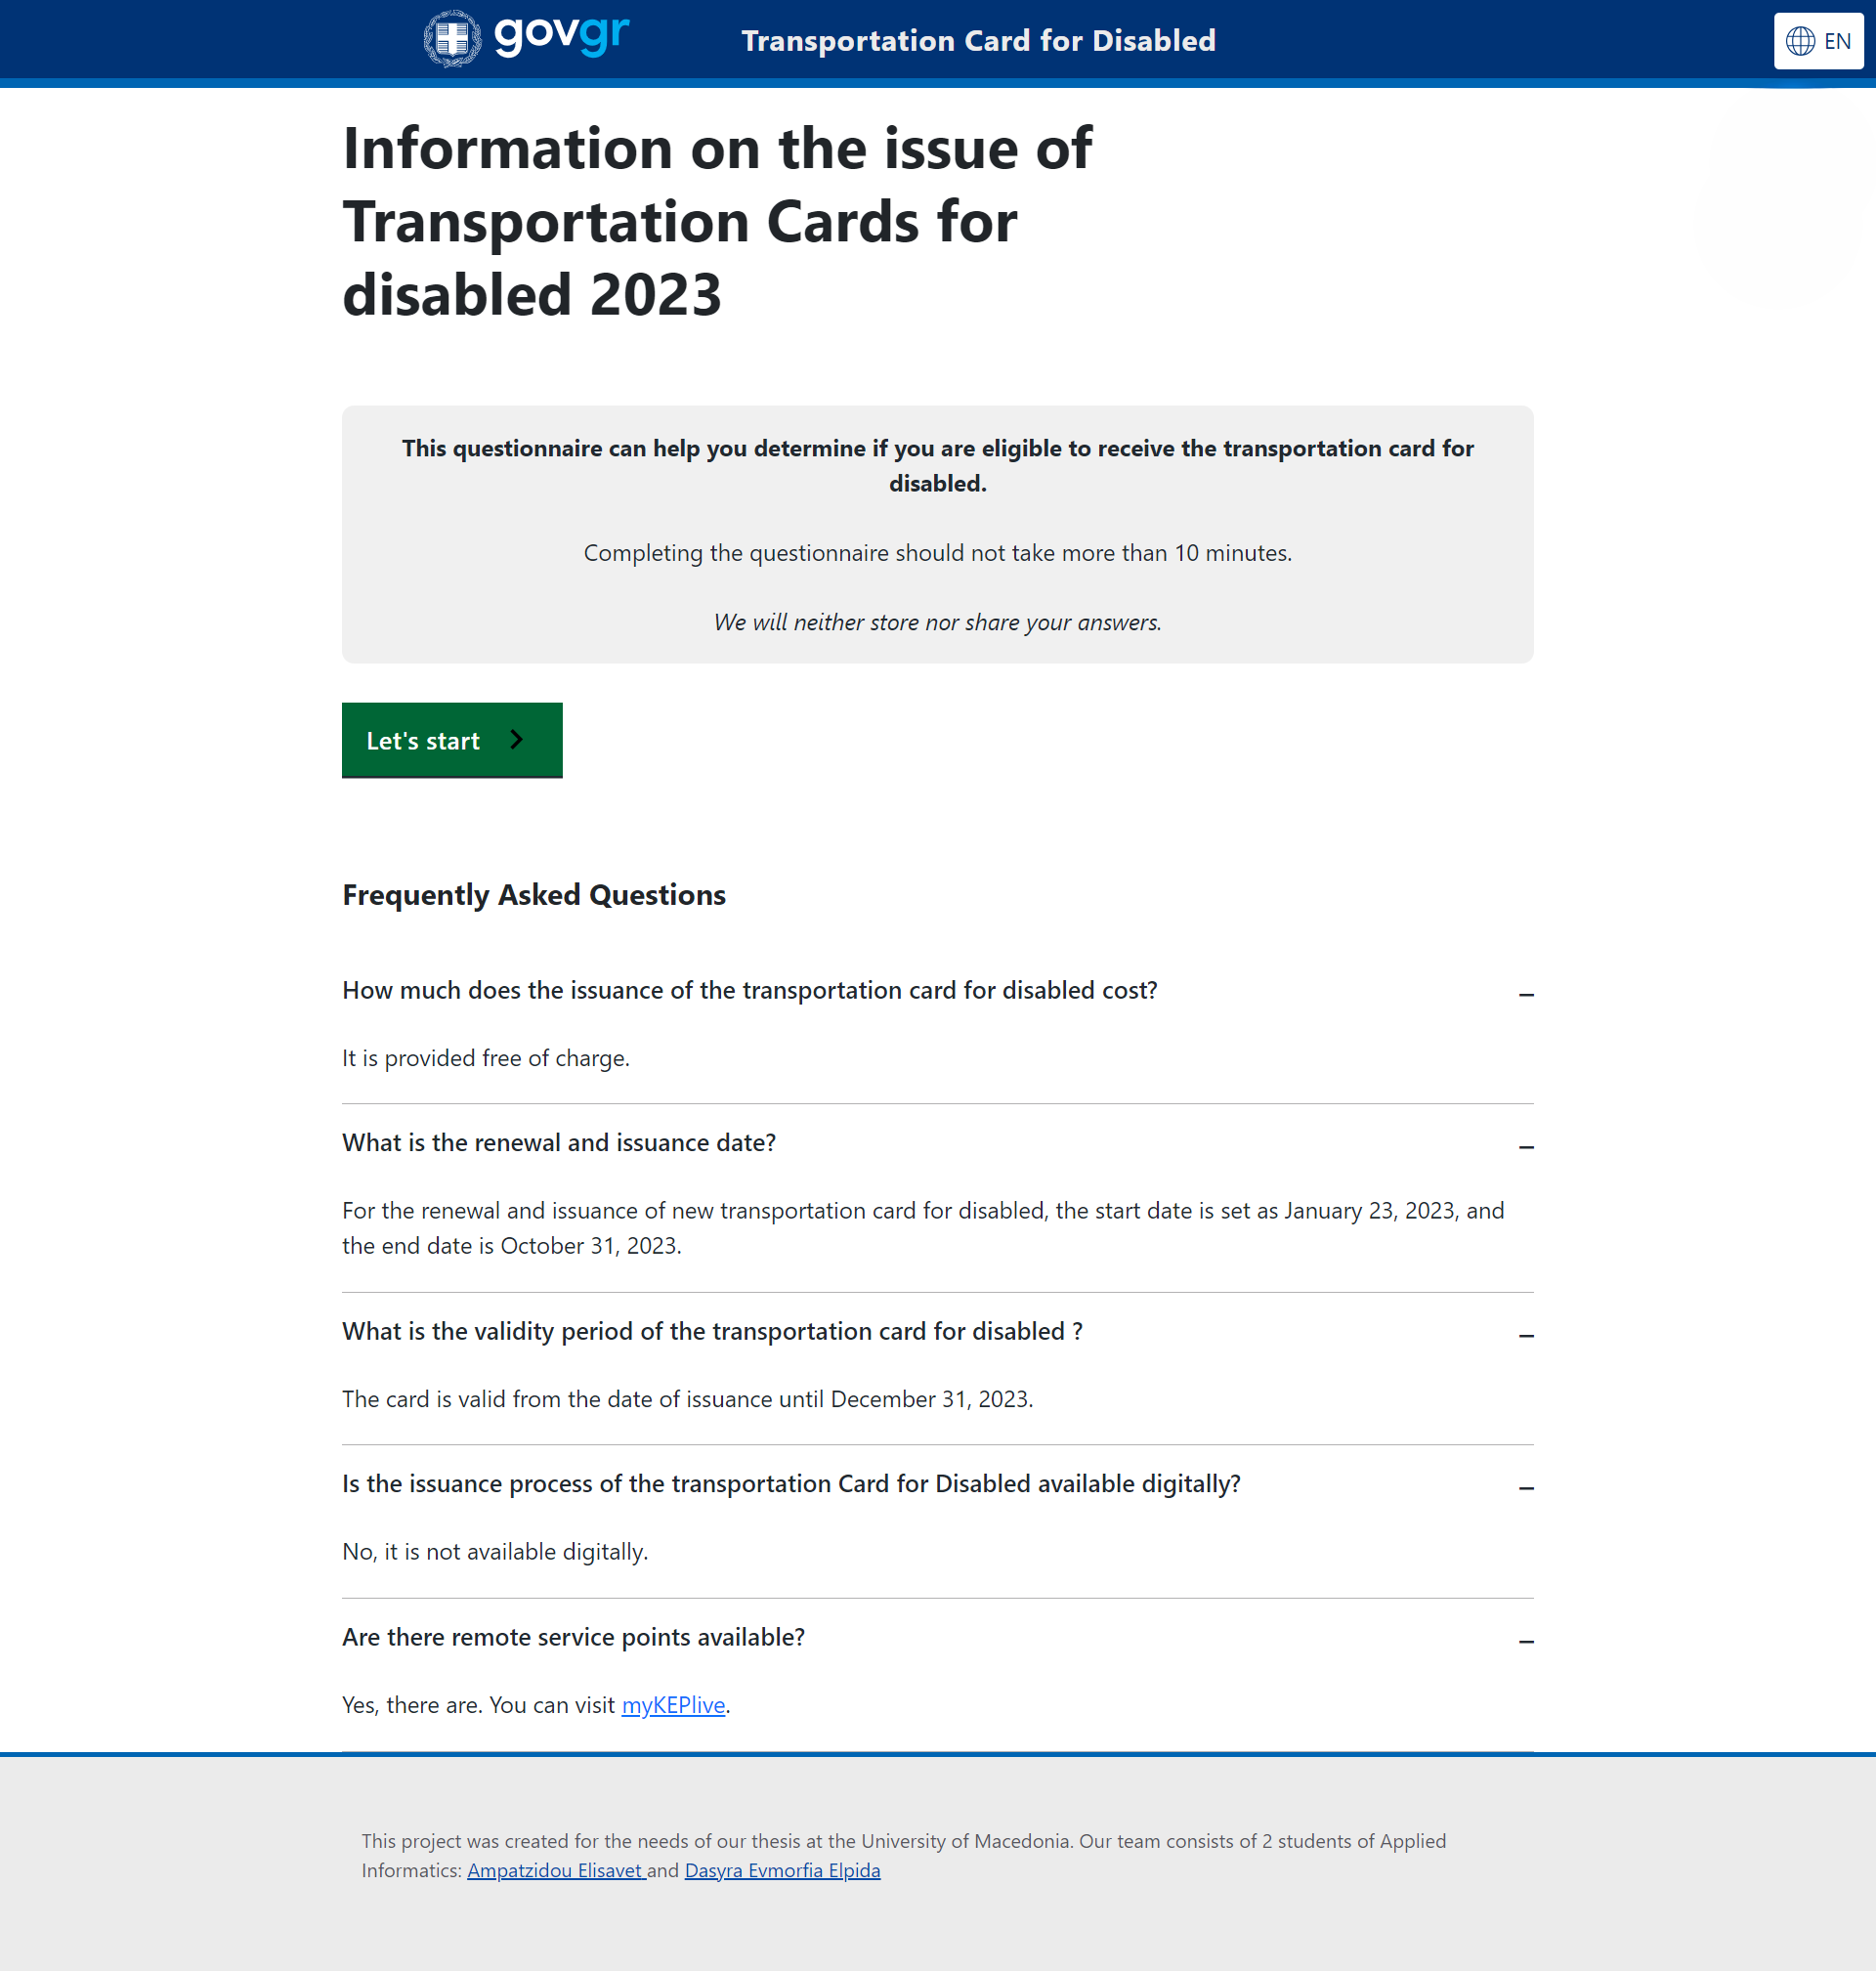 govgr
Transportation Card for Disabled
EN
Information on the issue of
Transportation Cards for
disabled 2023
This questionnaire can help you determine if you are eligible to receive the transportation card for
disabled.
Completing the questionnaire should not take more than 10 minutes.
We will neither store nor share your answers.
Let's start
Frequently Asked Questions
How much does the issuance of the transportation card for disabled cost?
It is provided free of charge.
What is the renewal and issuance date?
For the renewal and issuance of new transportation card for disabled, the start date is set as January 23, 2023, and
the end date is October 31, 2023.
What is the validity period of the transportation card for disabled ?
The card is valid from the date of issuance until December 31, 2023.
Is the issuance process of the transportation Card for Disabled available digitally?
No, it is not available digitally.
Are there remote service points available?
Yes, there are. You can visit myKEPlive.
This project was created for the needs of our thesis at the University of Macedonia. Our team consists of 2 students of Applied
Informatics: Ampatzidou Elisavet and Dasyra Evmorfia Elpida